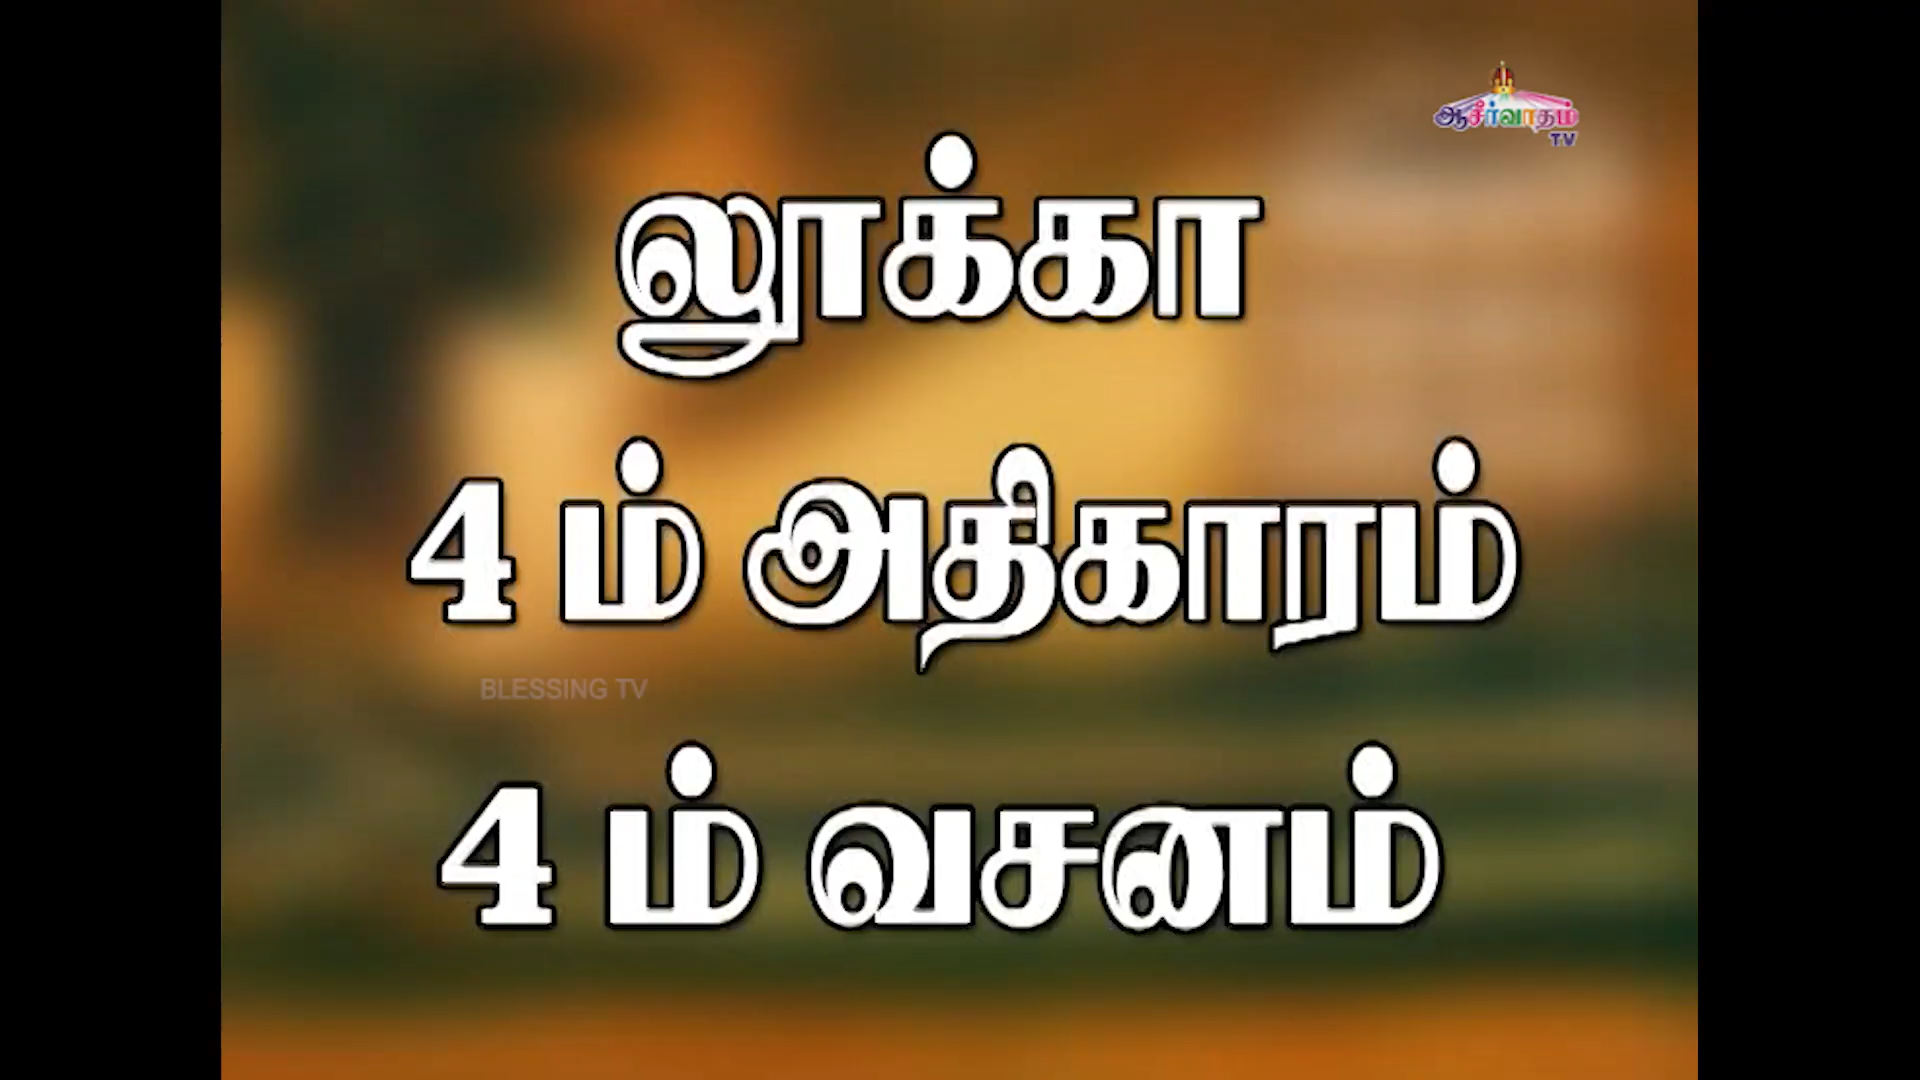 ஆசீர்வாதம்
TV
லூக்கா
4 ம் அதிகாரம்
BLESSING TV
4 ம் வசனம்